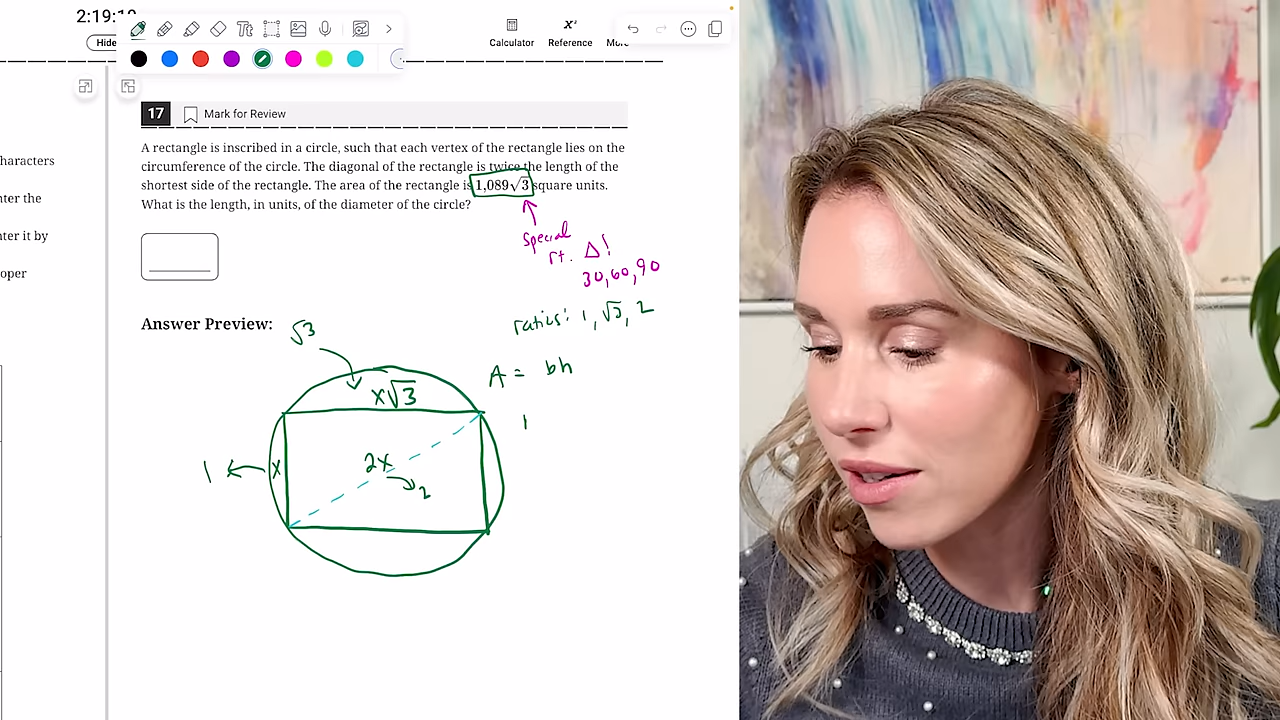 2:19:1
Hide
Calculator
Reference
More
17
Mark for Review
A rectangle is inscribed in a circle, such that each vertex of the rectangle lies on the
circumference of the circle. The diagonal of the rectangle is twice the length of the
shortest side of the rectangle. The area of the rectangle is 1,089√3 square units.
What is the length, in units, of the diameter of the circle?
haracters
nter the
nter it by
oper
special
rt. Δ!
30,60,90
ratios: 1, √3, 2
Answer Preview:
√3
A = bh
x√3
1
1
x
2x
2